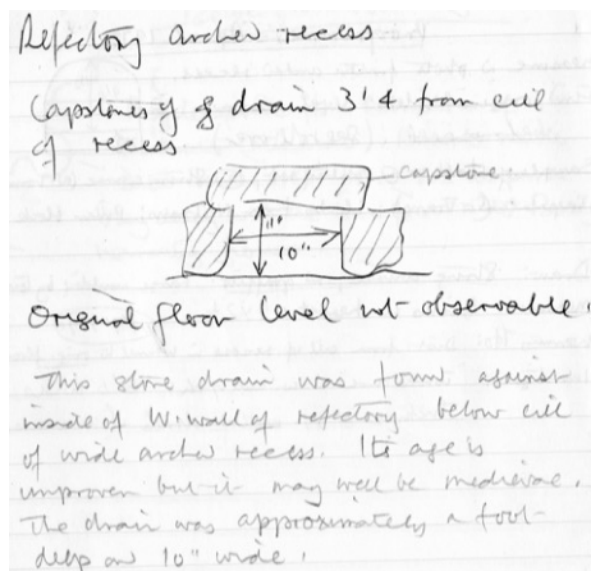 Refectory arched recess
Capstones of drain 3'4 from cill
of recess
capstone
11"
10"
Original floor level not observable.
This stone drain was found against
inside of W. wall of refectory below cill
of wide arched recess. Its age is
unproven but it may well be medieval.
The drain was approximately a foot
deep and 10" wide.